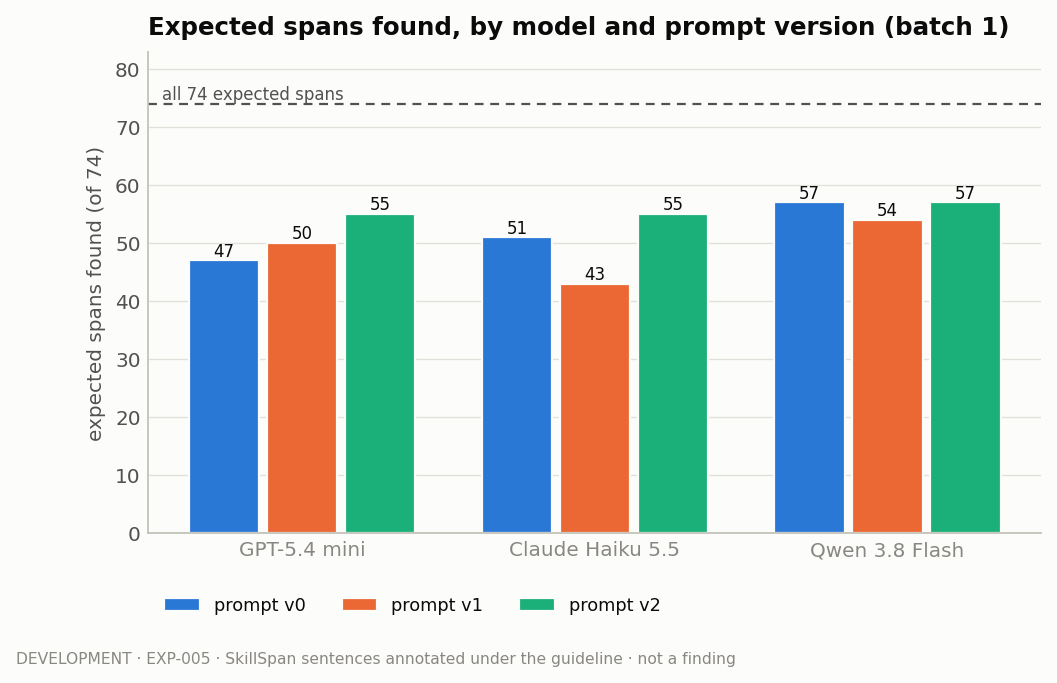 Expected spans found, by model and prompt version (batch 1)
expected spans found (of 74)
80
70
60
50
40
30
20
10
0
all 74 expected spans
47
50
55
51
43
55
57
54
57
GPT-5.4 mini
Claude Haiku 5.5
Qwen 3.8 Flash
prompt v0
prompt v1
prompt v2
DEVELOPMENT · EXP-005 · SkillSpan sentences annotated under the guideline · not a finding